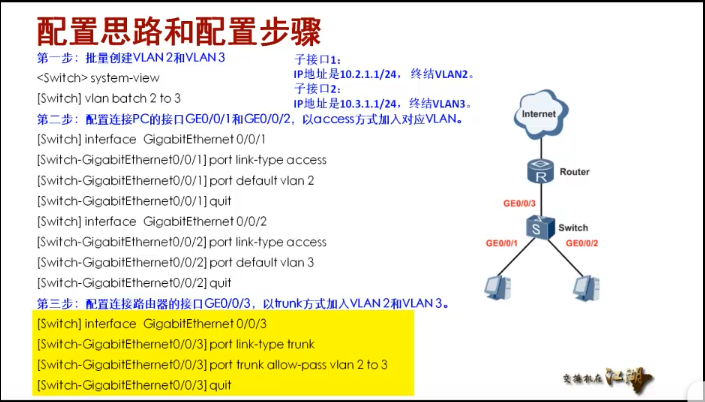 配置思路和配置步骤
第一步：批量创建VLAN 2和VLAN 3
<Switch> system-view
[Switch] vlan batch 2 to 3
子接口1：
IP地址是10.2.1.1/24， 终结VLAN2。
子接口2：
IP地址是10.3.1.1/24，终结VLAN3。
第二步：配置连接PC的接口GE0/0/1和GE0/0/2，以access方式加入对应VLAN。
[Switch] interface GigabitEthernet 0/0/1
[Switch-GigabitEthernet0/0/1] port link-type access
[Switch-GigabitEthernet0/0/1] port default vlan 2
[Switch-GigabitEthernet0/0/1] quit
[Switch] interface GigabitEthernet 0/0/2
[Switch-GigabitEthernet0/0/2] port link-type access
[Switch-GigabitEthernet0/0/2] port default vlan 3
[Switch-GigabitEthernet0/0/2] quit
第三步：配置连接路由器的接口GE0/0/3，以trunk方式加入VLAN 2和VLAN 3。
[Switch] interface GigabitEthernet 0/0/3
[Switch-GigabitEthernet0/0/3] port link-type trunk
[Switch-GigabitEthernet0/0/3] port trunk allow-pass vlan 2 to 3
[Switch-GigabitEthernet0/0/3] quit
Internet
R
Router
GE0/0/3
S
Switch
GE0/0/1
GE0/0/2
交换机在江湖